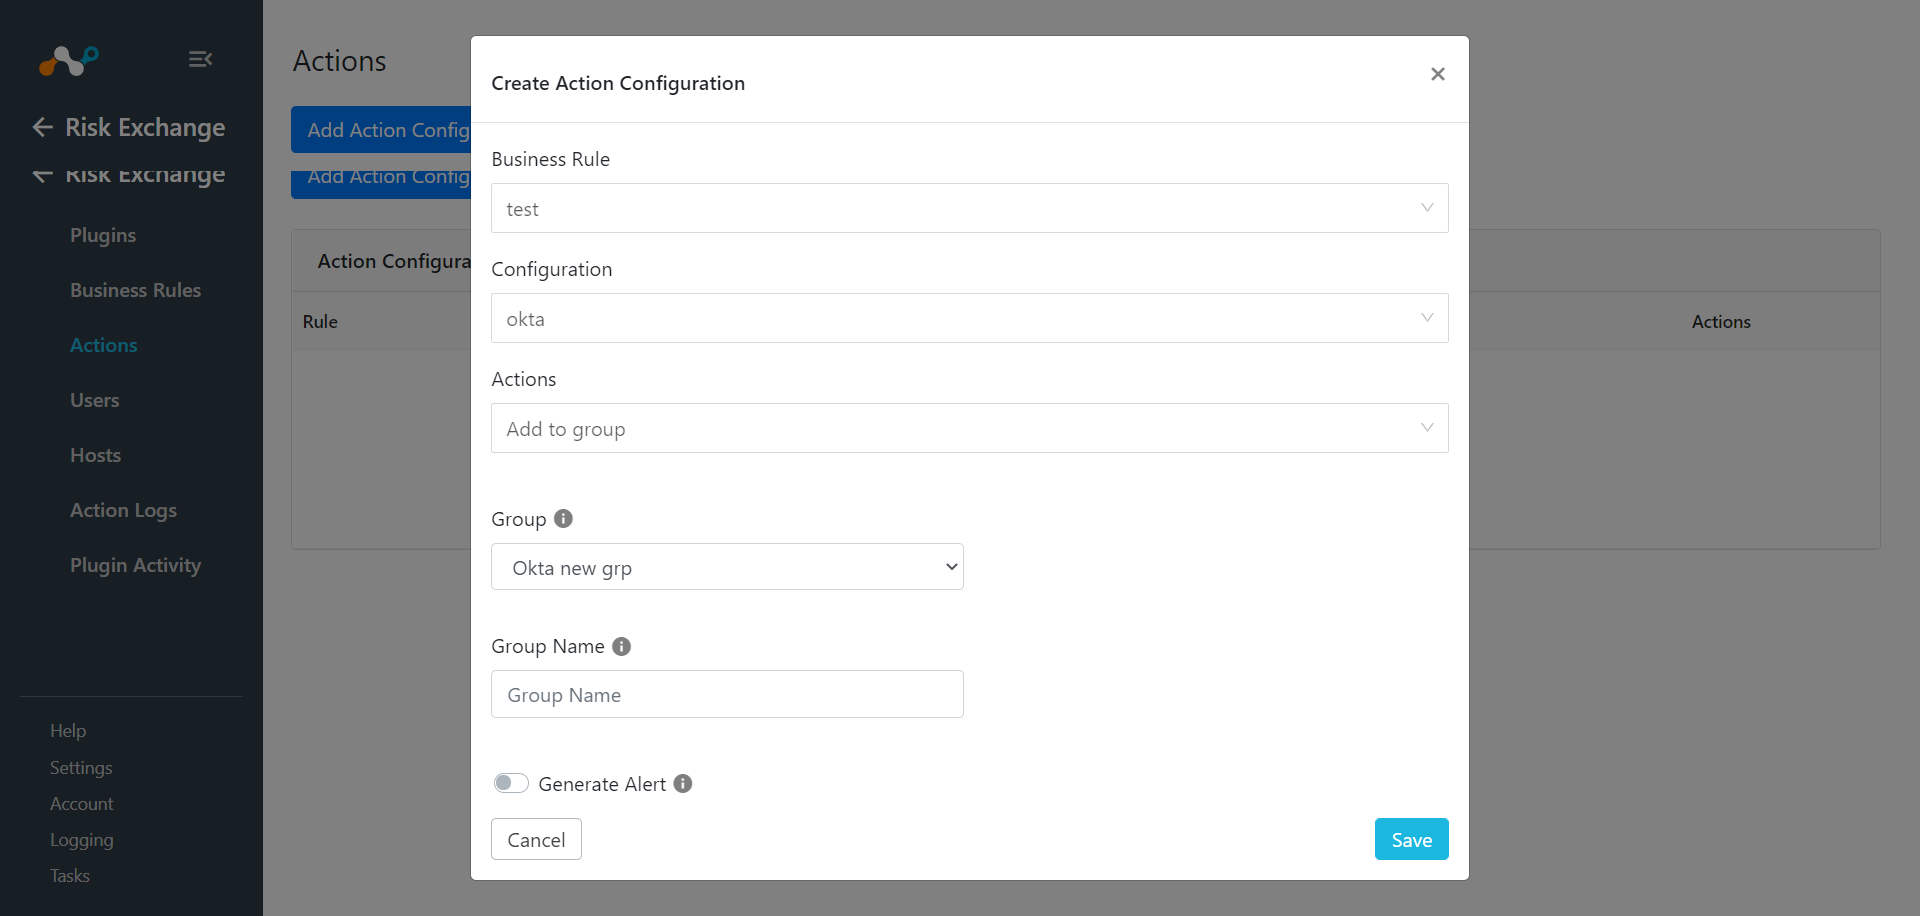 Risk Exchange
Risk Exchange
Plugins
Business Rules
Actions
Users
Hosts
Action Logs
Plugin Activity
Help
Settings
Account
Logging
Tasks
Actions
Add Action Config
Add Action Config
Action Configura
Rule
Actions
Create Action Configuration
Business Rule
test
Configuration
okta
Actions
Add to group
Group
Okta new grp
Group Name
Group Name
Generate Alert
Cancel
Save